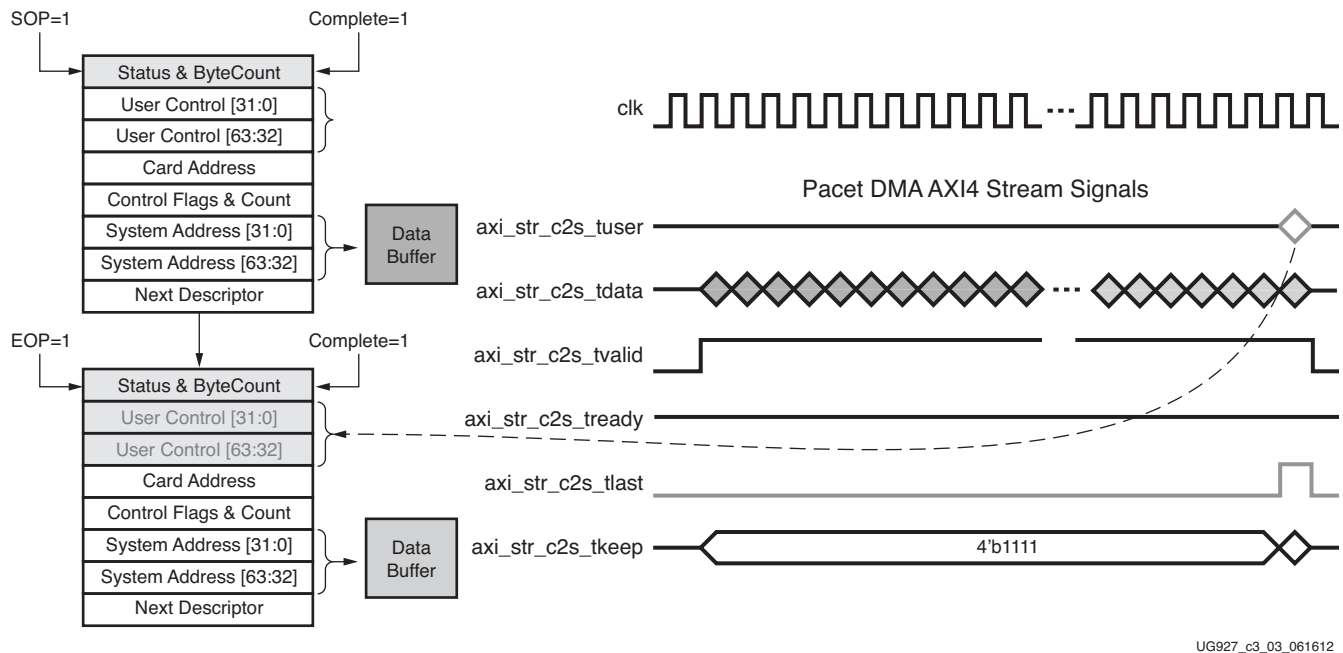 SOP=1
Complete=1
Status & ByteCount
User Control [31:0]
User Control [63:32]
Card Address
Control Flags & Count
System Address [31:0]
System Address [63:32]
Next Descriptor
Data
Buffer
EOP=1
Complete=1
Status & ByteCount
User Control [31:0]
User Control [63:32]
Card Address
Control Flags & Count
System Address [31:0]
System Address [63:32]
Next Descriptor
Data
Buffer
clk
Pacet DMA AXI4 Stream Signals
axi_str_c2s_tuser
axi_str_c2s_tdata
axi_str_c2s_tvalid
axi_str_c2s_tready
axi_str_c2s_tlast
axi_str_c2s_tkeep
4'b1111
UG927_c3_03_061612